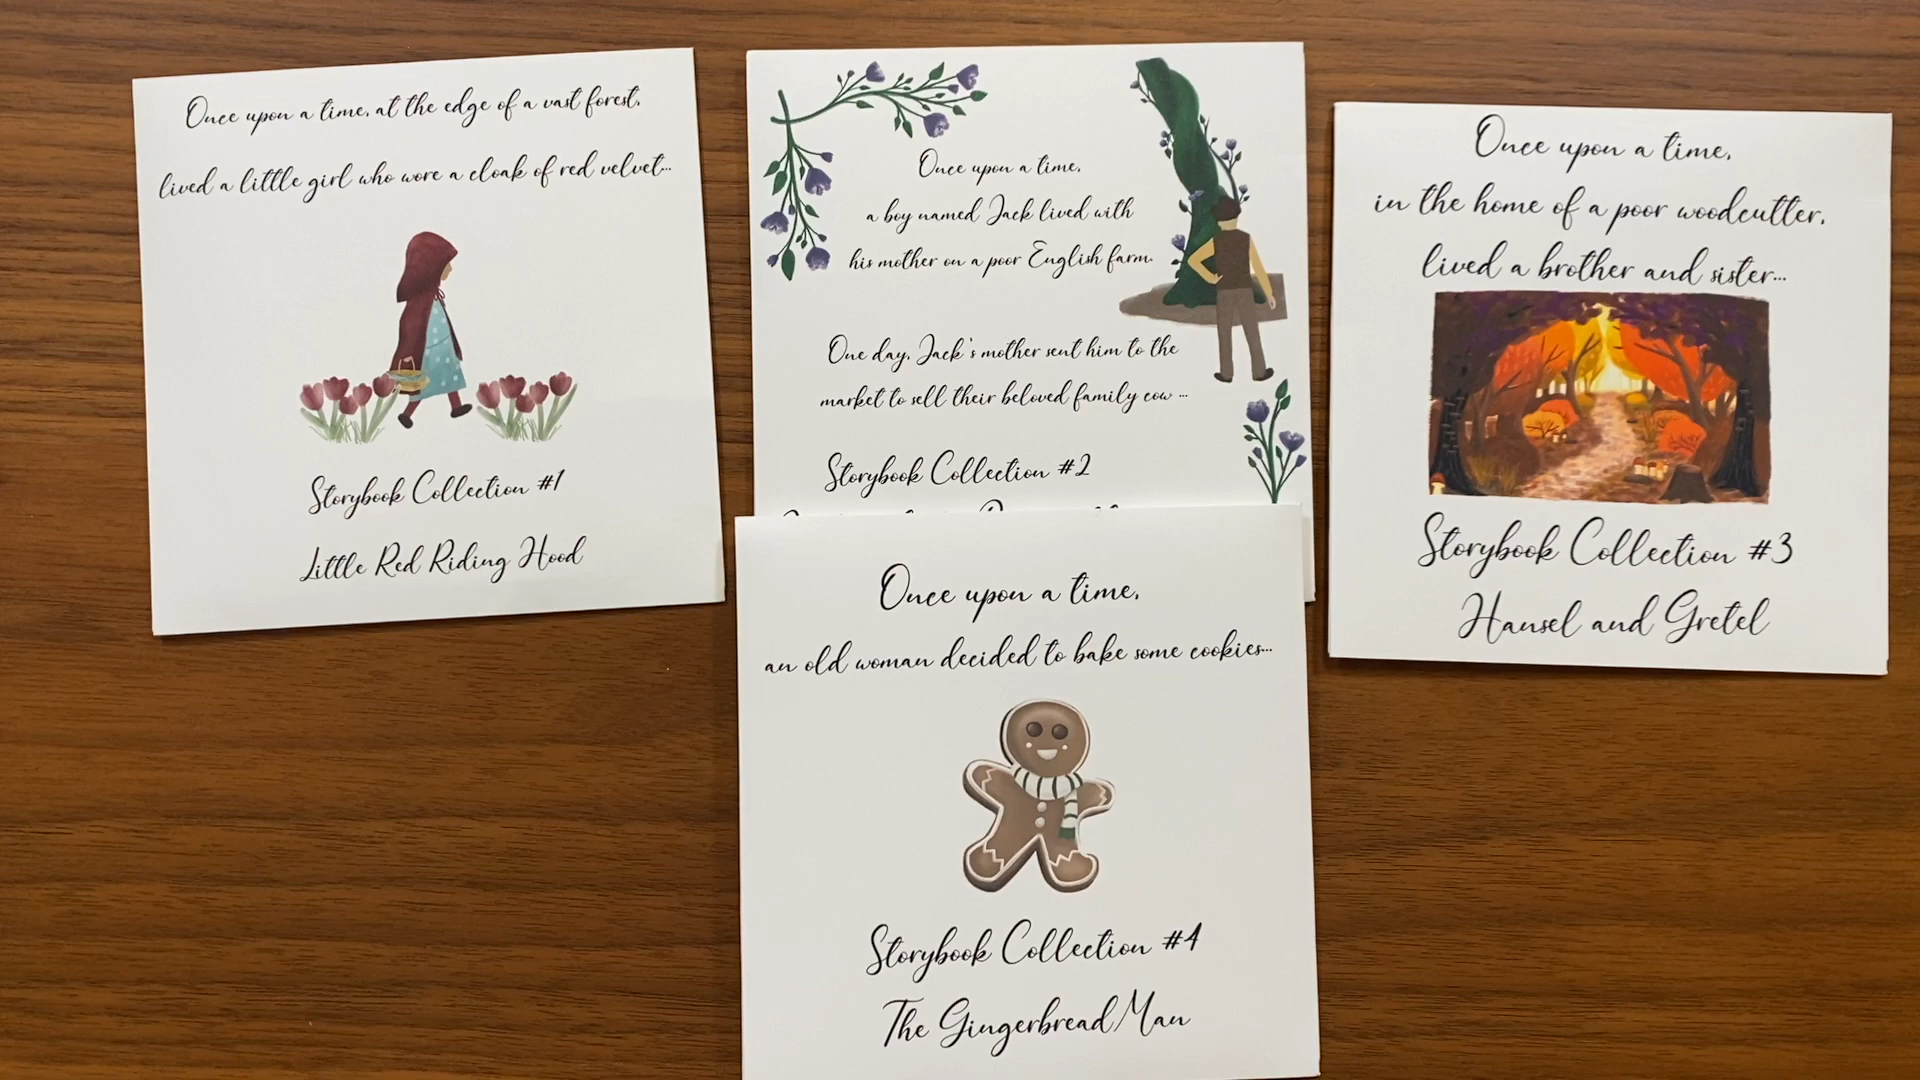 Once upon a time, at the edge of a vast forest,
lived a little girl who wore a cloak of red velvet...
Storybook Collection #1
Little Red Riding Hood
Once upon a time,
a boy named Jack lived with
his mother on a poor English farm.
One day, Jack's mother sent him to the
market to sell their beloved family cow ...
Storybook Collection #2
Once upon a time,
in the home of a poor woodcutter,
lived a brother and sister...
Storybook Collection #3
Hansel and Gretel
Once upon a time,
an old woman decided to bake some cookies...
Storybook Collection #4
The Gingerbread Man